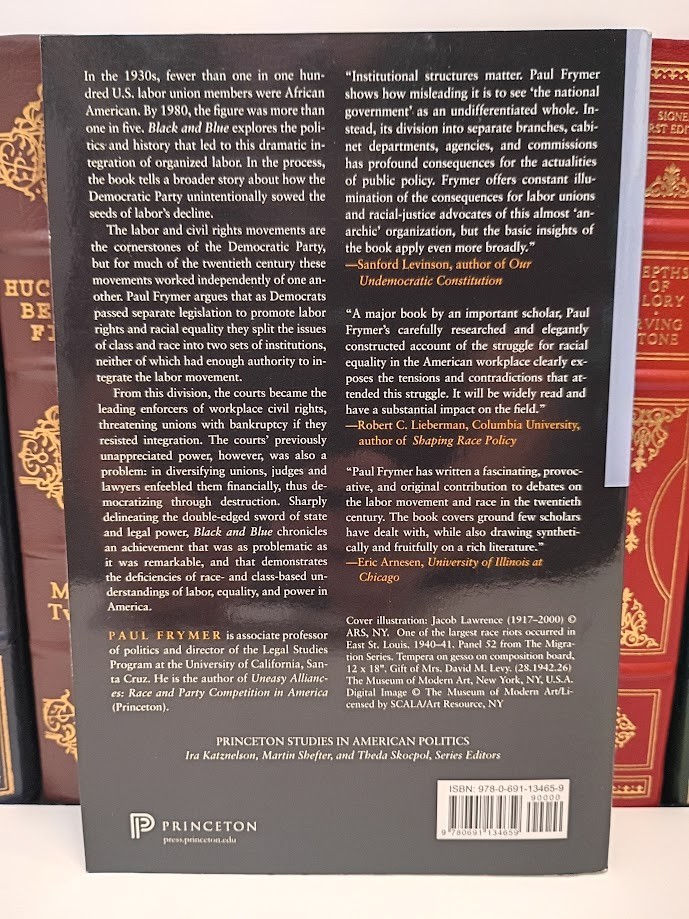 In the 1930s, fewer than one in one hun-
dred U.S. labor union members were African
American. By 1980, the figure was more than
one in five. Black and Blue explores the poli-
tics and history that led to this dramatic in-
tegration of organized labor. In the process,
the book tells a broader story about how the
Democratic Party unintentionally sowed the
seeds of labor's decline.
The labor and civil rights movements are
the cornerstones of the Democratic Party,
but for much of the twentieth century these
movements worked independently of one an-
other. Paul Frymer argues that as Democrats
passed separate legislation to promote labor
rights and racial equality they split the issues
of class and race into two sets of institutions,
neither of which had enough authority to in-
tegrate the labor movement.
From this division, the courts became the
leading enforcers of workplace civil rights,
threatening unions with bankruptcy if they
resisted integration. The courts' previously
unappreciated power, however, was also a
problem: in diversifying unions, judges and
lawyers enfeebled them financially, thus de-
mocratizing through destruction. Sharply
delineating the double-edged sword of state
and legal power, Black and Blue chronicles
an achievement that was as problematic as
it was remarkable, and that demonstrates
the deficiencies of race- and class-based un-
derstandings of labor, equality, and power in
America.
PAUL FRYMER is associate professor
of politics and director of the Legal Studies
Program at the University of California, San-
ta Cruz. He is the author of Uneasy Allianc-
es: Race and Party Competition in America
(Princeton).
"Institutional structures matter. Paul Frymer
shows how misleading it is to see 'the national
government' as an undifferentiated whole. In-
stead, its division into separate branches, cabi-
net departments, agencies, and commissions
has profound consequences for the actualities
of public policy. Frymer offers constant illu-
mination of the consequences for labor unions
and racial-justice advocates of this almost 'an-
archic' organization, but the basic insights of
the book apply even more broadly."
—Sanford Levinson, author of Our
Undemocratic Constitution
"A major book by an important scholar, Paul
Frymer's carefully researched and elegantly
constructed account of the struggle for racial
equality in the American workplace clearly ex-
poses the tensions and contradictions that at-
tended this struggle. It will be widely read and
have a substantial impact on the field."
—Robert C. Lieberman, Columbia University,
author of Shaping Race Policy
"Paul Frymer has written a fascinating, provoc-
ative, and original contribution to debates on
the labor movement and race in the twentieth
century. The book covers ground few scholars
have dealt with, while also drawing syntheti-
cally and fruitfully on a rich literature."
—Eric Arnesen, University of Illinois at
Chicago
Cover illustration: Jacob Lawrence (1917–2000) ©
ARS, NY. One of the largest race riots occurred in
East St. Louis. 1940–41. Panel 52 from The Migra-
tion Series. Tempera on gesso on composition board,
12 x 18". Gift of Mrs. David M. Levy. (28.1942.26)
The Museum of Modern Art, New York, NY, U.S.A.
Digital Image © The Museum of Modern Art/Li-
censed by SCALA/Art Resource, NY
PRINCETON STUDIES IN AMERICAN POLITICS
Ira Katznelson, Martin Shefter, and Theda Skocpol, Series Editors
PRINCETON
press.princeton.edu
ISBN: 978-0-691-13465-9
90000
9 780691 134659
HUC
BE
F
M
Tw
SIGNE
RST EDI
EPTHS
OF
LORY
RVING
TONE